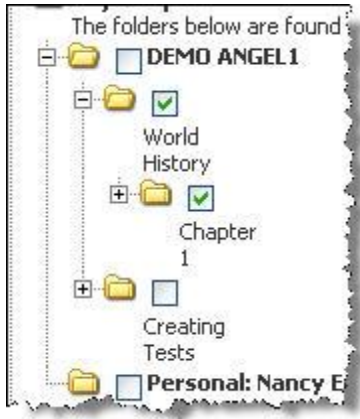 The folders below are found
DEMO ANGEL1
World
History
Chapter
1
Creating
Tests
Personal: Nancy E